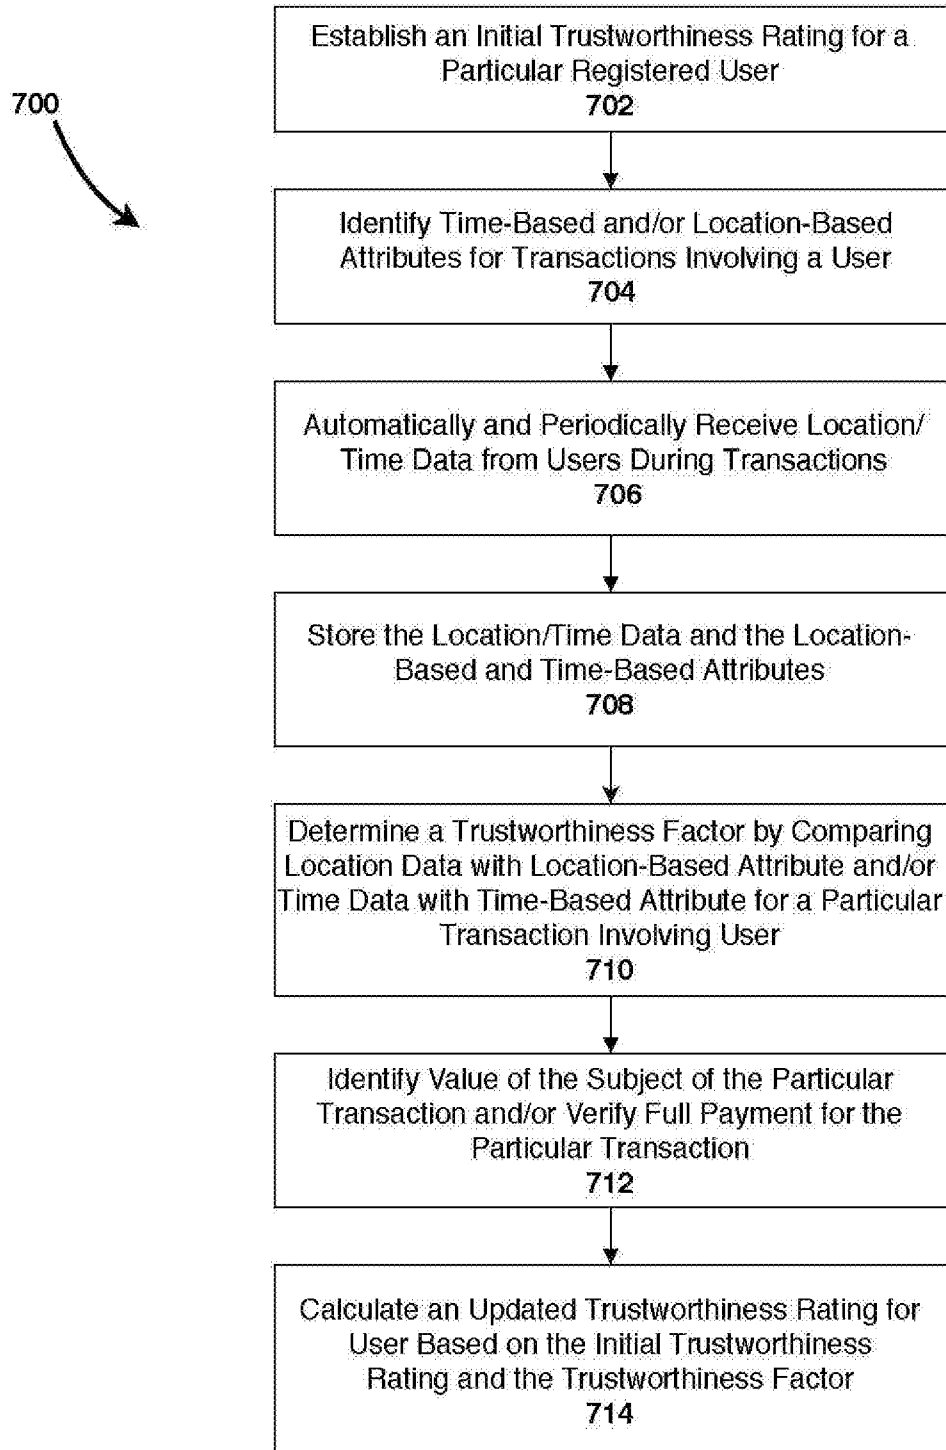 Establish an Initial Trustworthiness Rating for a
Particular Registered User
702
700
Identify Time-Based and/or Location-Based
Attributes for Transactions Involving a User
704
Automatically and Periodically Receive Location/
Time Data from Users During Transactions
706
Store the Location/Time Data and the Location-
Based and Time-Based Attributes
708
Determine a Trustworthiness Factor by Comparing
Location Data with Location-Based Attribute and/or
Time Data with Time-Based Attribute for a Particular
Transaction Involving User
710
Identify Value of the Subject of the Particular
Transaction and/or Verify Full Payment for the
Particular Transaction
712
Calculate an Updated Trustworthiness Rating for
User Based on the Initial Trustworthiness
Rating and the Trustworthiness Factor
714